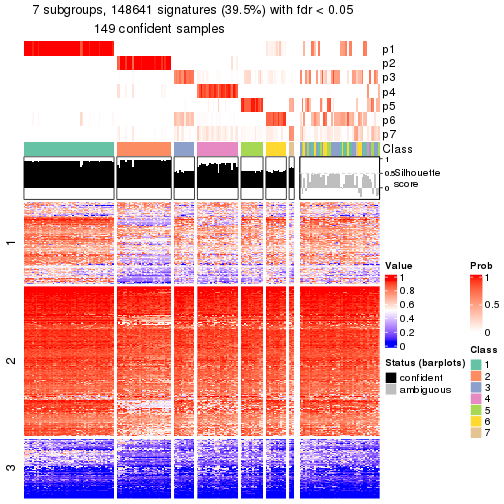 7 subgroups, 148641 signatures (39.5%) with fdr < 0.05
149 confident samples
p1
p2
p3
p4
p5
p6
p7
Class
1
0.5
0
Silhouette
score
1
2
3
Value
1
0.8
0.6
0.4
0.2
0
Prob
1
0.5
0
Status (barplots)
confident
ambiguous
Class
1
2
3
4
5
6
7